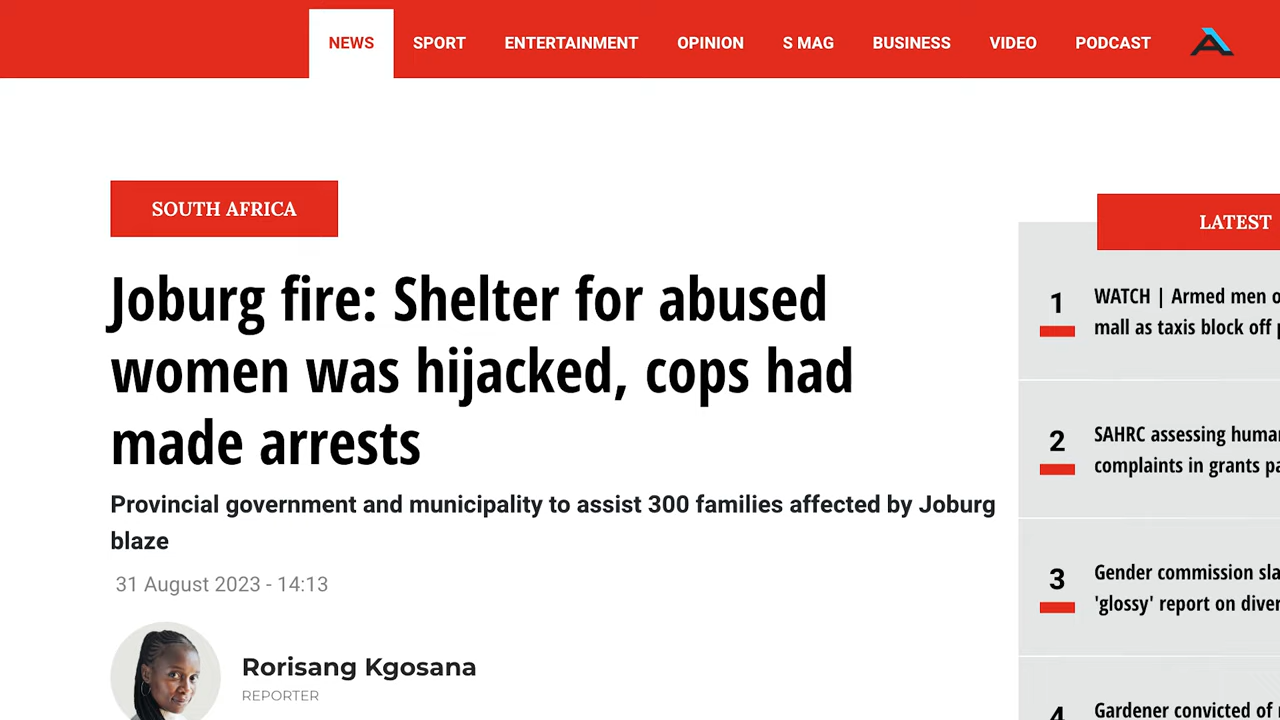 NEWS SPORT ENTERTAINMENT OPINION S MAG BUSINESS VIDEO PODCAST
SOUTH AFRICA
Joburg fire: Shelter for abused
women was hijacked, cops had
made arrests
Provincial government and municipality to assist 300 families affected by Joburg
blaze
31 August 2023 - 14:13
Rorisang Kgosana
REPORTER
LATEST
1
WATCH | Armed men
mall as taxis block off
2
SAHRC assessing
complaints in grants
3
Gender commission
'glossy' report on
4
Gardener convicted of